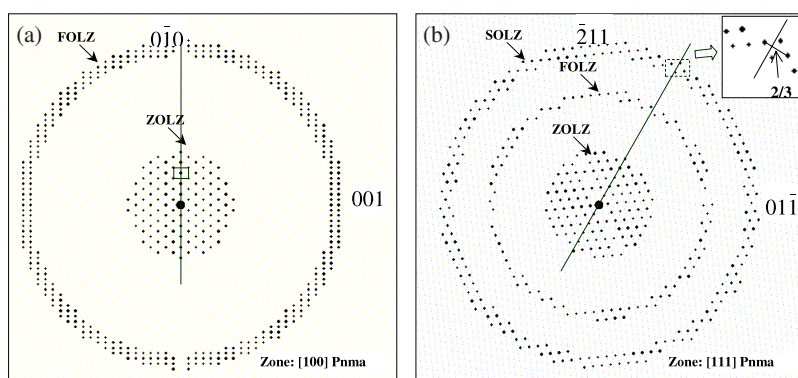 (a)
FOLZ
01̄0
ZOLZ
001
Zone: [100] Pnma
(b)
SOLZ
2̄11
FOLZ
ZOLZ
2/3
011̄
Zone: [111] Pnma